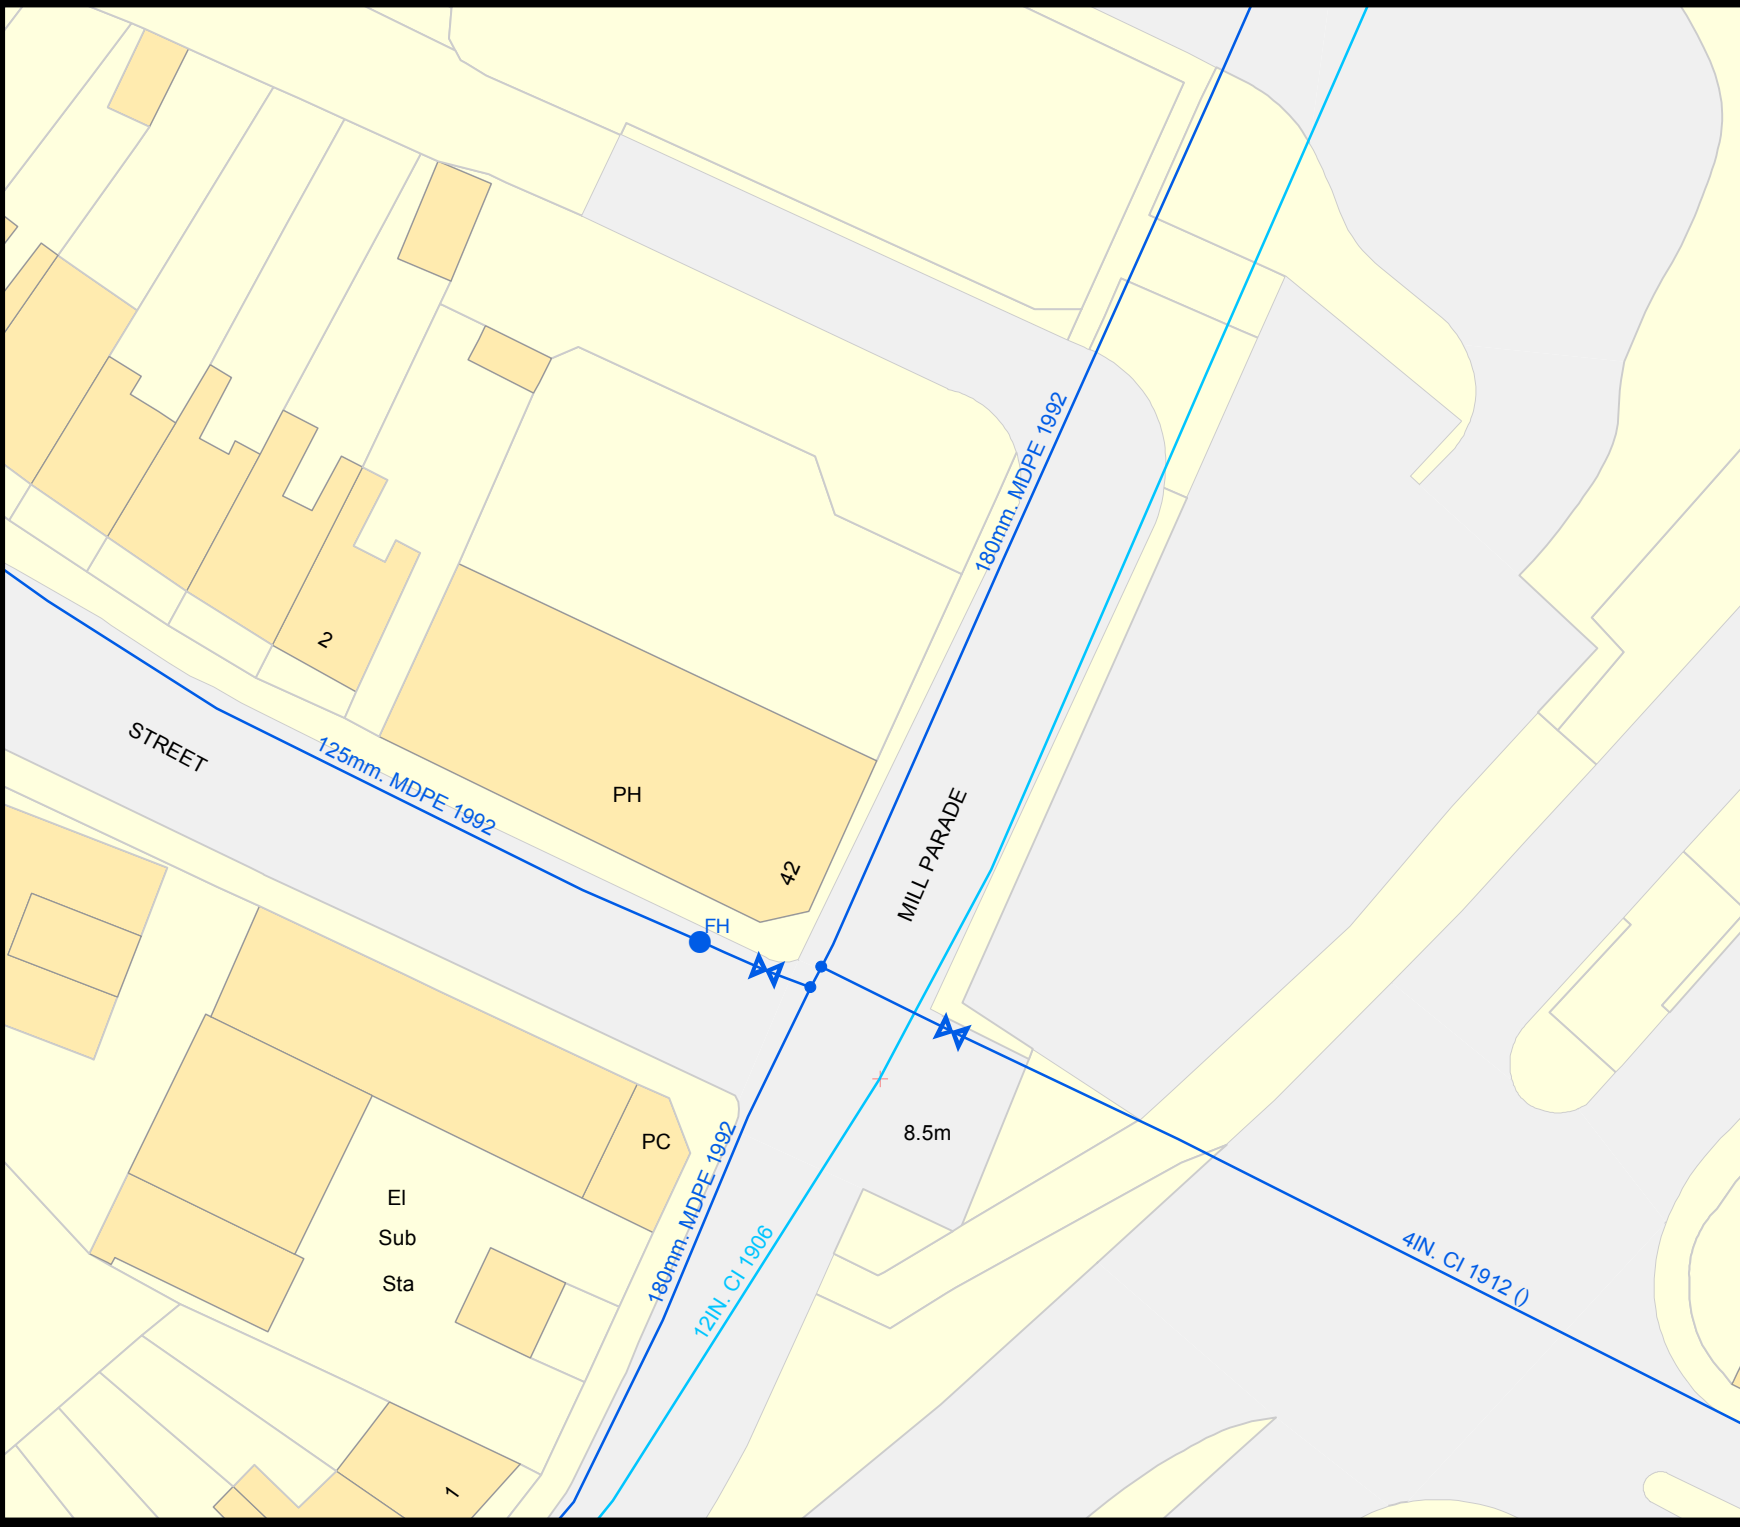 180mm. MDPE 1992
2
STREET
125mm. MDPE 1992
PH
MILL PARADE
42
FH
8.5m
PC
El
Sub
Sta
180mm. MDPE 1992
12IN. CI 1906
4IN. CI 1912 ()
1